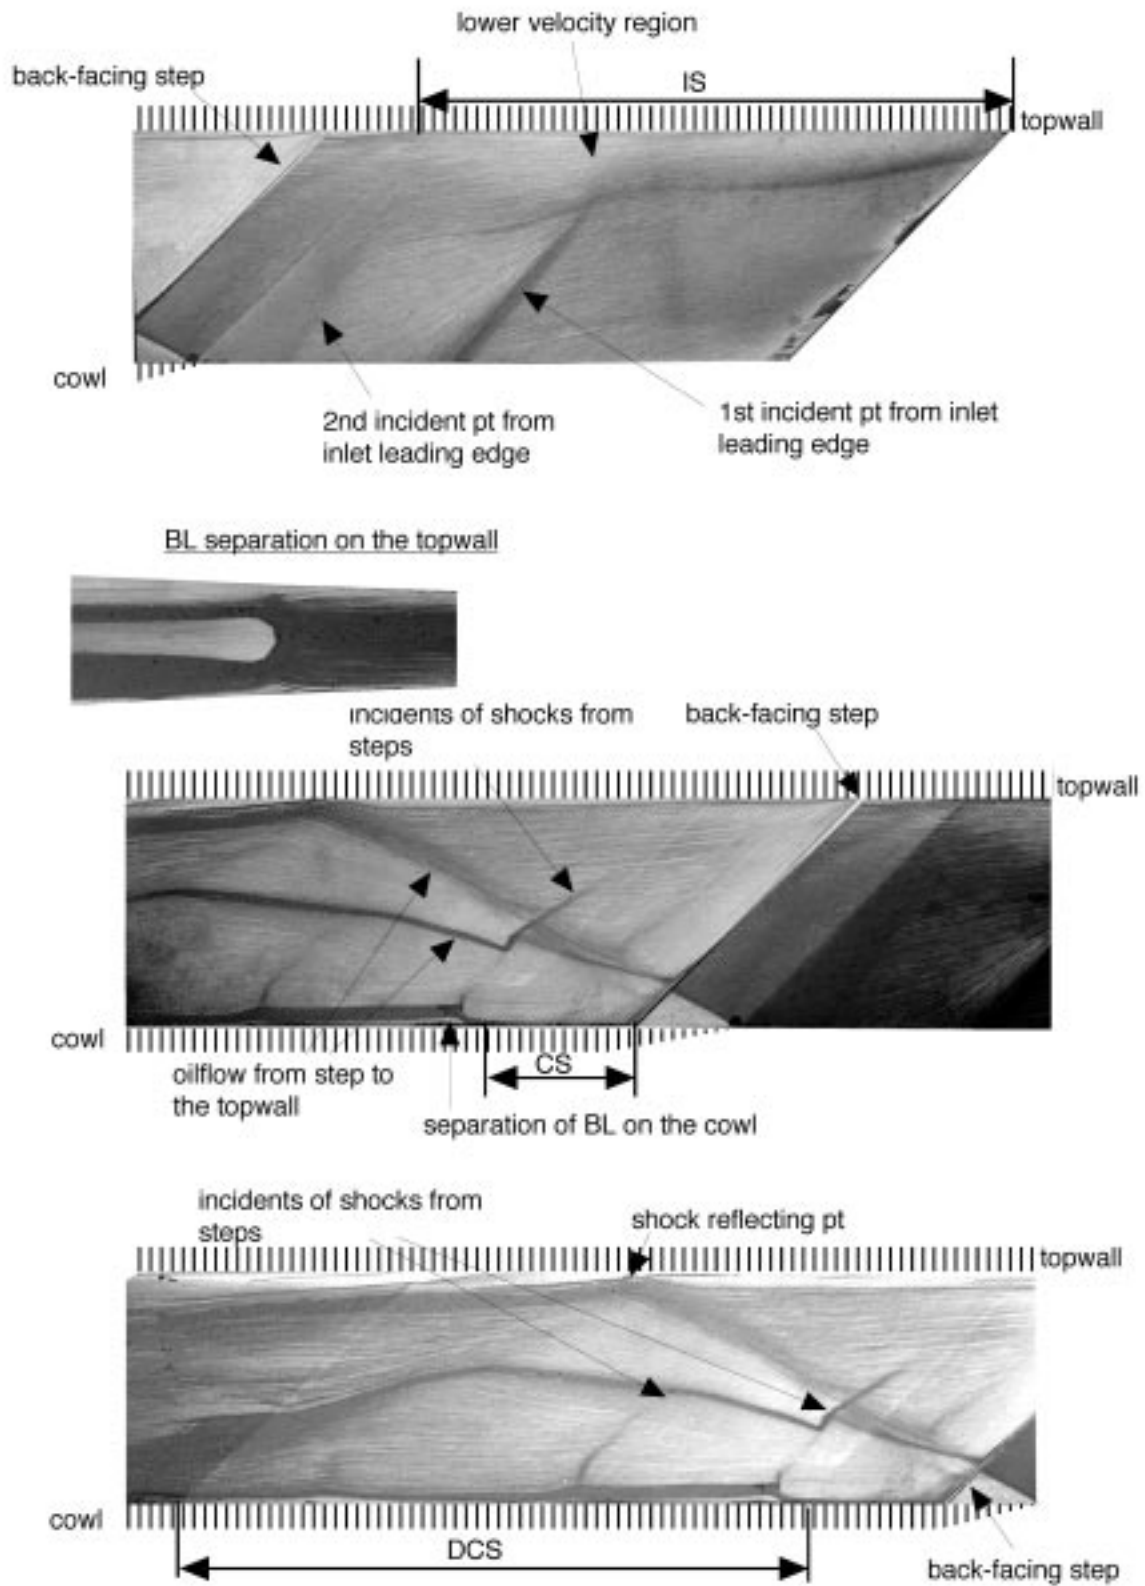 lower velocity region
back-facing step
IS
topwall
cowl
2nd incident pt from
inlet leading edge
1st incident pt from inlet
leading edge
BL separation on the topwall
incidents of shocks from
steps
back-facing step
topwall
cowl
CS
oilflow from step to
the topwall
separation of BL on the cowl
incidents of shocks from
steps
shock reflecting pt
topwall
cowl
DCS
back-facing step